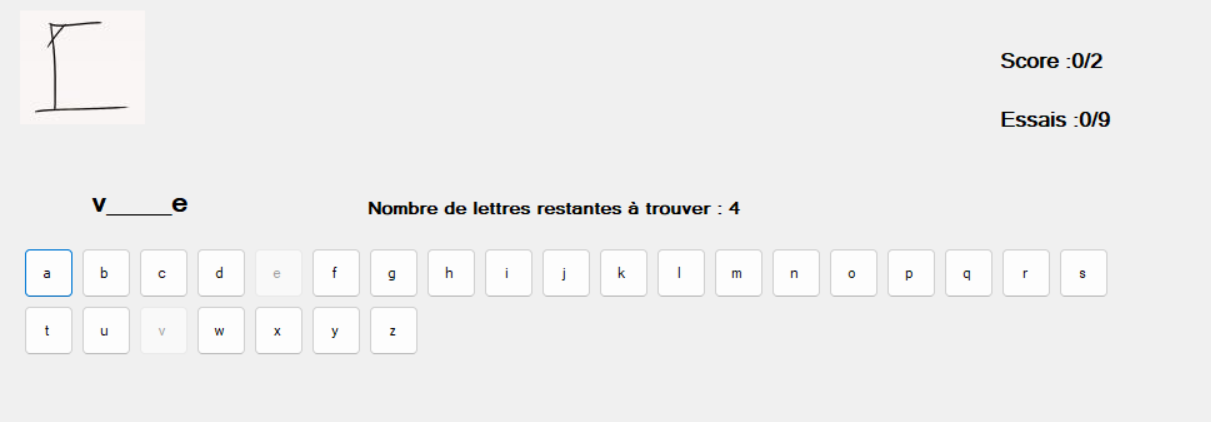 Score :0/2
Essais :0/9
v____e
Nombre de lettres restantes à trouver : 4
a b c d e f g h i j k l m n o p q r s
t u v w x y z